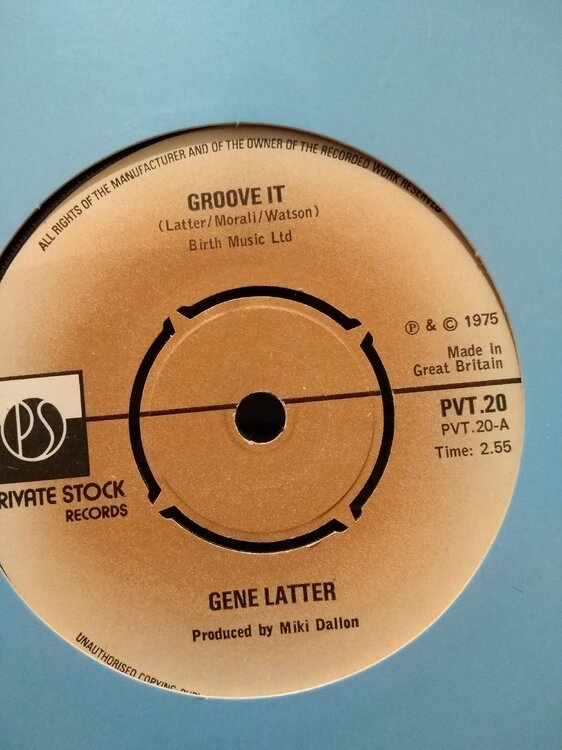 ALL RIGHTS OF THE MANUFACTURER AND OF THE OWNER OF THE RECORDED WORK RESERVED
GROOVE IT
(Latter/Morali/Watson)
Birth Music Ltd
Ⓟ & © 1975
Made in
Great Britain
PS
PVT.20
PVT.20-A
Time: 2.55
RIVATE STOCK
RECORDS
GENE LATTER
Produced by Miki Dallon
UNAUTHORISED COPYING,